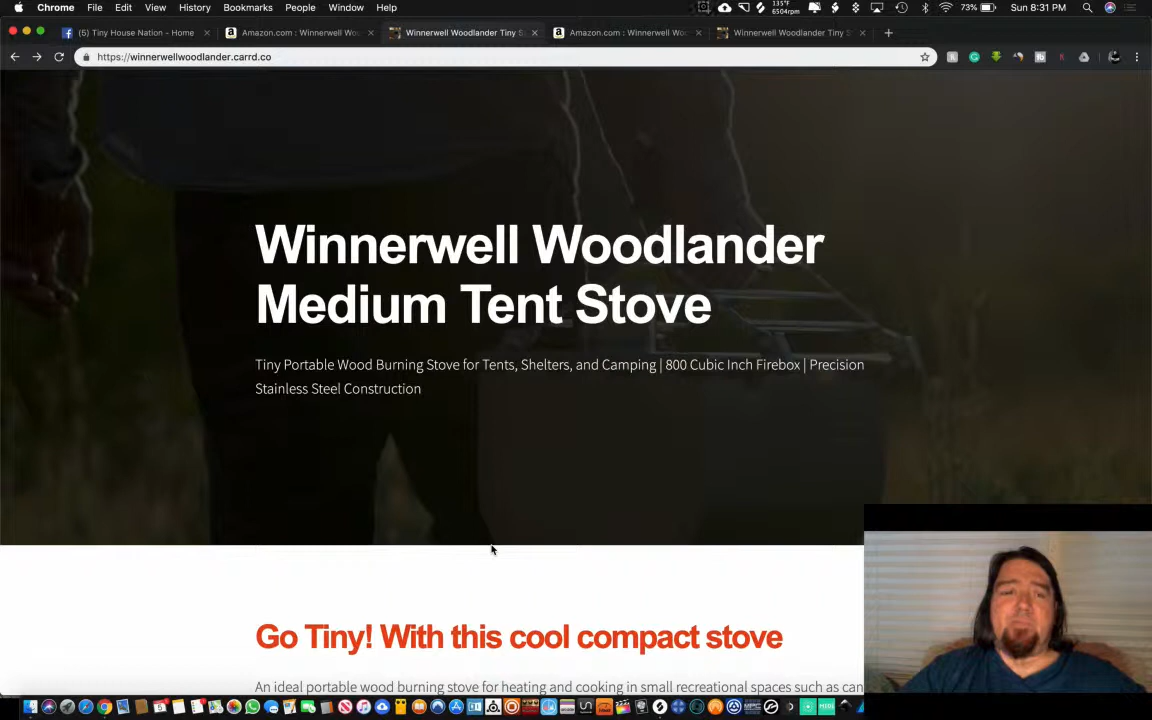 Chrome File Edit View History Bookmarks People Window Help 135°F 6504rpm 73% Sun 8:31 PM
(5) Tiny House Nation - Home Amazon.com : Winnerwell Wo Winnerwell Woodlander Tiny S Amazon.com : Winnerwell Wo Winnerwell Woodlander Tiny S
https://winnerwellwoodlander.carrd.co
Winnerwell Woodlander
Medium Tent Stove
Tiny Portable Wood Burning Stove for Tents, Shelters, and Camping | 800 Cubic Inch Firebox | Precision
Stainless Steel Construction
Go Tiny! With this cool compact stove
An ideal portable wood burning stove for heating and cooking in small recreational spaces such as can